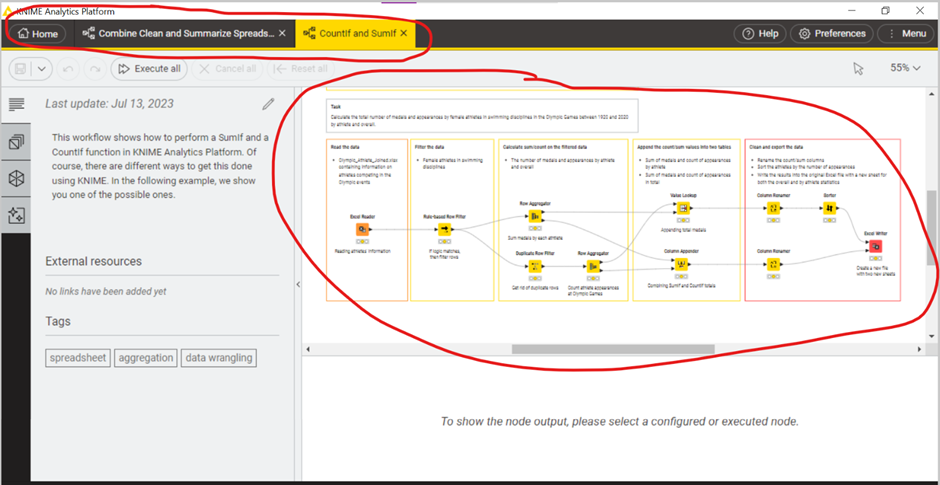 KNIME Analytics Platform
Home
Combine Clean and Summarize Spreads...
CountIf and SumIf
Help
Preferences
Menu
Execute all
Cancel all
Reset all
55%
Last update: Jul 13, 2023
This workflow shows how to perform a SumIf and a
CountIf function in KNIME Analytics Platform. Of
course, there are different ways to get this done
using KNIME. In the following example, we show
you one of the possible ones.
External resources
No links have been added yet
Tags
spreadsheet
aggregation
data wrangling
Task
Calculate the total number of medals and appearances by female athletes in swimming disciplines in the Olympic Games between 1920 and 2020
by athlete and overall.
Read the data
Olympic_Athlete_Joined.xlsx
containing information on
athletes competing in the
Olympic events
Excel Reader
Reading athletes' information
Filter the data
Female athletes in swimming
disciplines.
Rule-based Row Filter
If logic matches,
then filter rows
Calculate sum/count on the filtered data
The number of medals and appearances by athlete
and overall
Row Aggregator
Sum medals by each athlete
Duplicate Row Filter
Get rid of duplicate rows
Row Aggregator
Count athlete appearances
at Olympic Games
Append the count/sum values into two tables
Sum of medals and count of appearances
by athlete
Sum of medals and count of appearances
in total
Value Lookup
Appending total medals
Column Appender
Combining SumIf and CountIf totals
Clean and export the data
Rename the count/sum columns
Sort the athletes by the number of appearances
Write the results into the original Excel file with a new sheet for
both the overall and by athlete statistics
Column Renamer
Sorter
Column Renamer
Excel Writer
Create a new file
with two new sheets
To show the node output, please select a configured or executed node.